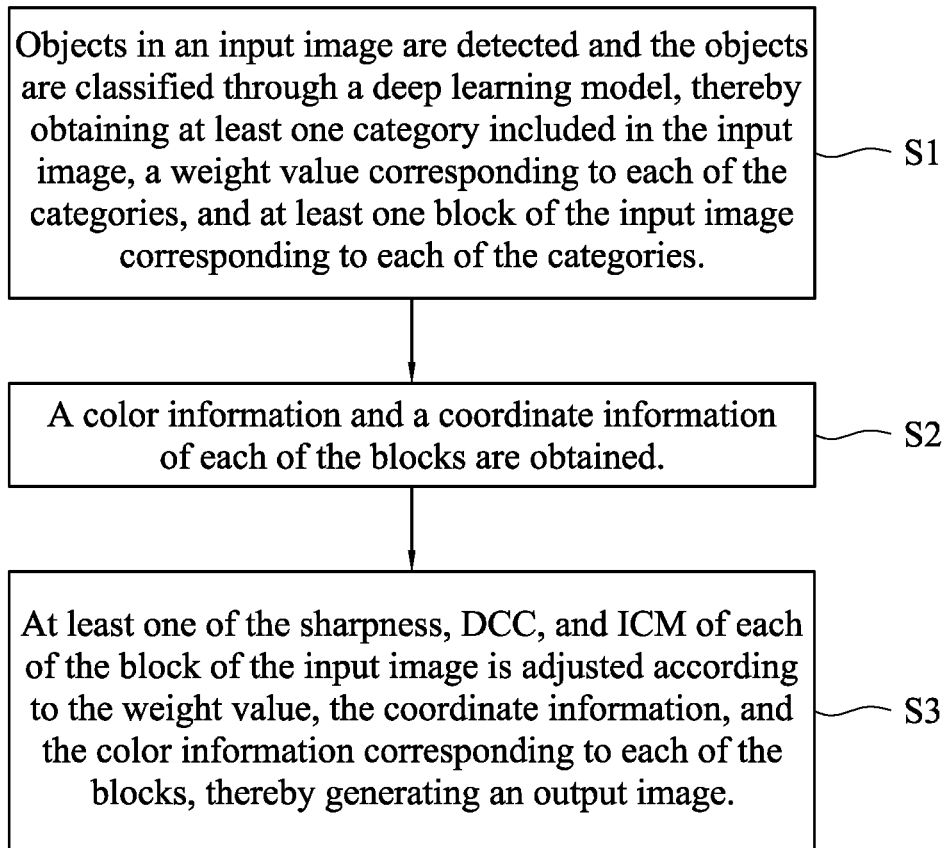 Objects in an input image are detected and the objects
are classified through a deep learning model, thereby
obtaining at least one category included in the input
image, a weight value corresponding to each of the
categories, and at least one block of the input image
corresponding to each of the categories.
S1
A color information and a coordinate information
of each of the blocks are obtained.
S2
At least one of the sharpness, DCC, and ICM of each
of the block of the input image is adjusted according
to the weight value, the coordinate information, and
the color information corresponding to each of the
blocks, thereby generating an output image.
S3